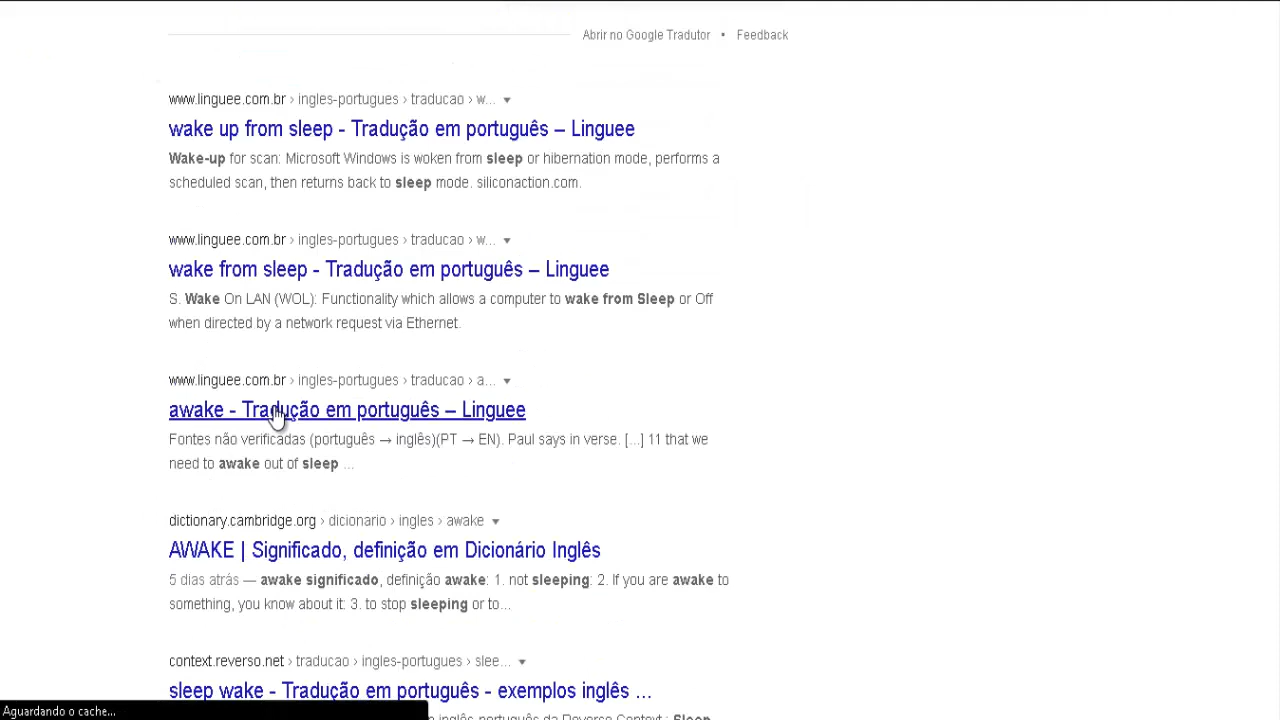 Abrir no Google Tradutor • Feedback
www.linguee.com.br › ingles-portugues › traducao › w... ▼
wake up from sleep - Tradução em português – Linguee
Wake-up for scan: Microsoft Windows is woken from sleep or hibernation mode, performs a
scheduled scan, then returns back to sleep mode. siliconaction.com.
www.linguee.com.br › ingles-portugues › traducao › w... ▼
wake from sleep - Tradução em português – Linguee
S. Wake On LAN (WOL): Functionality which allows a computer to wake from Sleep or Off
when directed by a network request via Ethernet.
www.linguee.com.br › ingles-portugues › traducao › a... ▼
awake - Tradução em português – Linguee
Fontes não verificadas (português → inglês)(PT → EN). Paul says in verse. [...] 11 that we
need to awake out of sleep ...
dictionary.cambridge.org › dicionario › ingles › awake ▼
AWAKE | Significado, definição em Dicionário Inglês
5 dias atrás — awake significado, definição awake: 1. not sleeping: 2. If you are awake to
something, you know about it: 3. to stop sleeping or to...
context.reverso.net › traducao › ingles-portugues › slee... ▼
sleep wake - Tradução em português - exemplos inglês ...
inglês-português da Reverso Context : Sleep
Aguardando o cache...